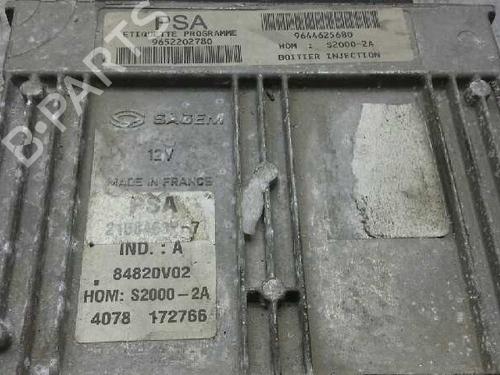 PSA
ETIQUETTE PROGRAMME
9652202780
9644625680
HOM : S2000-2A
BOITIER INJECTION
SAGEM
12V
MADE IN FRANCE
PSA
IND.: A
84820V02
HOM: S2000-2A
4078 172766